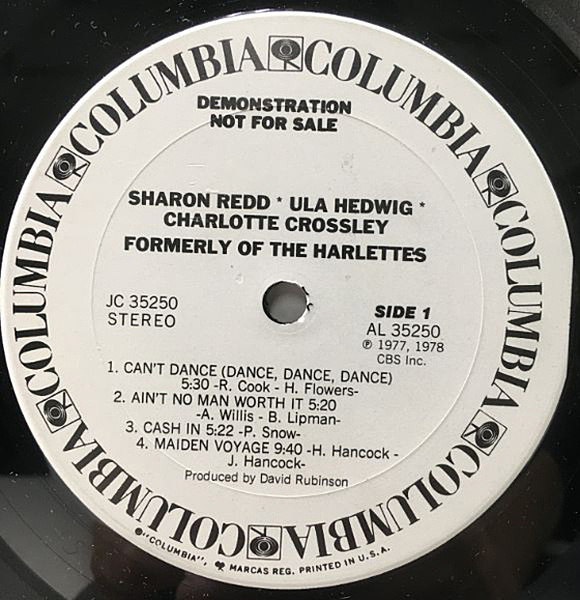 COLUMBIA COLUMBIA COLUMBIA COLUMBIA COLUMBIA COLUMBIA COLUMBIA
DEMONSTRATION
NOT FOR SALE
SHARON REDD * ULA HEDWIG *
CHARLOTTE CROSSLEY
FORMERLY OF THE HARLETTES
JC 35250
STEREO
SIDE 1
AL 35250
℗ 1977, 1978
CBS Inc.
1. CAN'T DANCE (DANCE, DANCE, DANCE)
5:30 -R. Cook - H. Flowers-
2. AIN'T NO MAN WORTH IT 5:20
-A. Willis - B. Lipman-
3. CASH IN 5:22 -P. Snow-
4. MAIDEN VOYAGE 9:40 -H. Hancock -
J. Hancock-
Produced by David Rubinson
"COLUMBIA", MARCAS REG. PRINTED IN U.S.A.